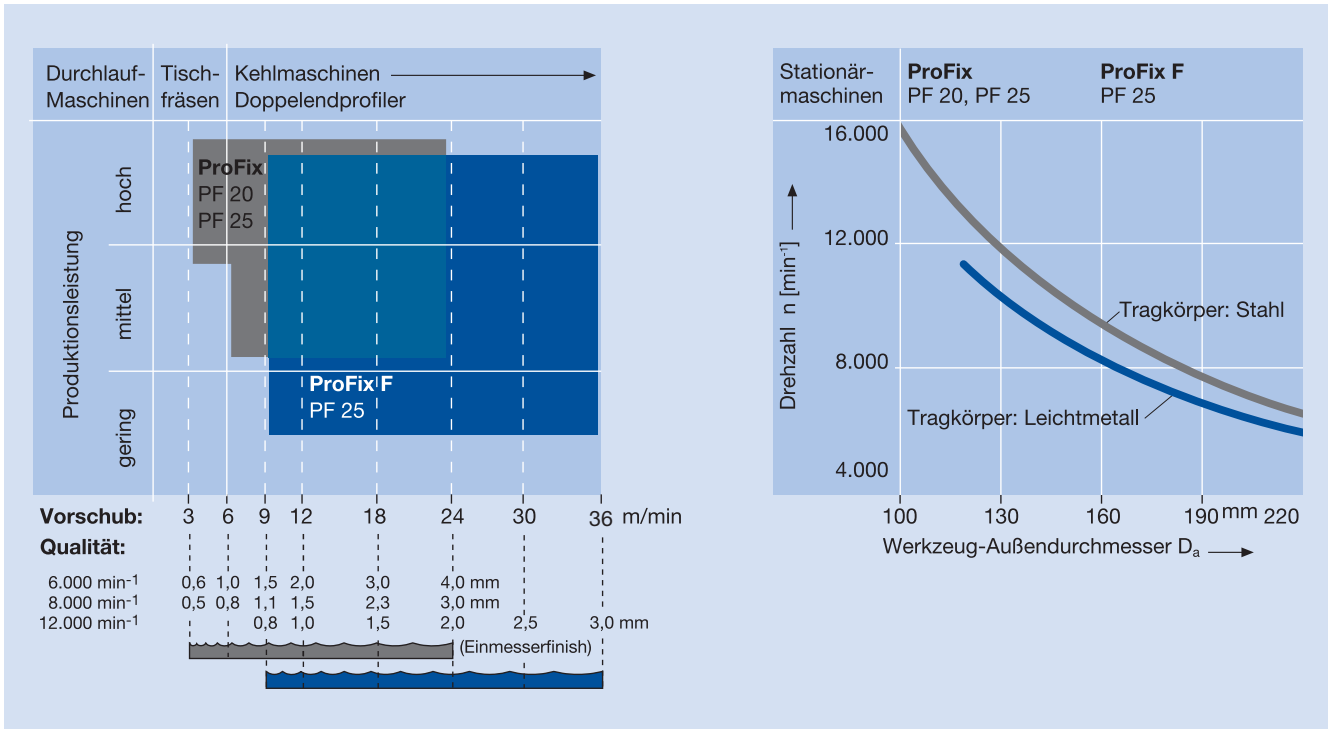 Durchlauf-
Maschinen
Tisch-
fräsen
Kehlmaschinen
Doppelendprofiler
Produktionsleistung
hoch
mittel
gering
ProFix
PF 20
PF 25
ProFix F
PF 25
Vorschub: 3 6 9 12 18 24 30 36 m/min
Qualität:
6.000 min-1 0,6 1,0 1,5 2,0 3,0 4,0 mm
8.000 min-1 0,5 0,8 1,1 1,5 2,3 3,0 mm
12.000 min-1 0,8 1,0 1,5 2,0 2,5 3,0 mm
(Einmesserfinish)
Stationär-
maschinen
ProFix
PF 20, PF 25
ProFix F
PF 25
Drehzahl n [min-1]
16.000
12.000
8.000
4.000
Tragkörper: Stahl
Tragkörper: Leichtmetall
100 130 160 190 mm 220
Werkzeug-Außendurchmesser Da